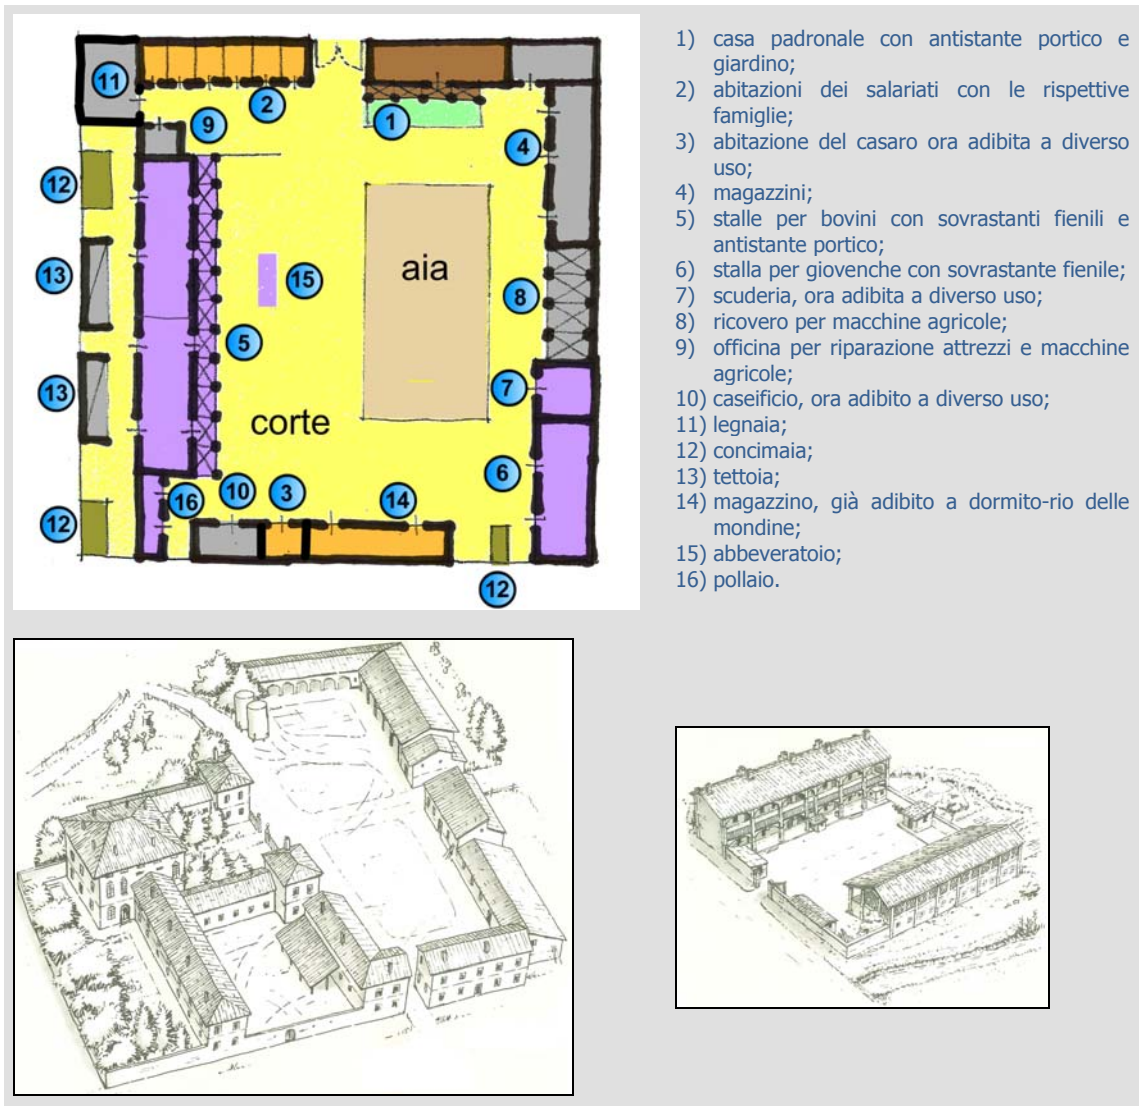 11
2
9
1
4
12
13
15
aia
8
5
13
7
corte
6
16
10
3
14
12
12
1) casa padronale con antistante portico e
giardino;
2) abitazioni dei salariati con le rispettive
famiglie;
3) abitazione del casaro ora adibita a diverso
uso;
4) magazzini;
5) stalle per bovini con sovrastanti fienili e
antistante portico;
6) stalla per giovenche con sovrastante fienile;
7) scuderia, ora adibita a diverso uso;
8) ricovero per macchine agricole;
9) officina per riparazione attrezzi e macchine
agricole;
10) caseificio, ora adibito a diverso uso;
11) legnaia;
12) concimaia;
13) tettoia;
14) magazzino, già adibito a dormito-rio delle
mondine;
15) abbeveratoio;
16) pollaio.